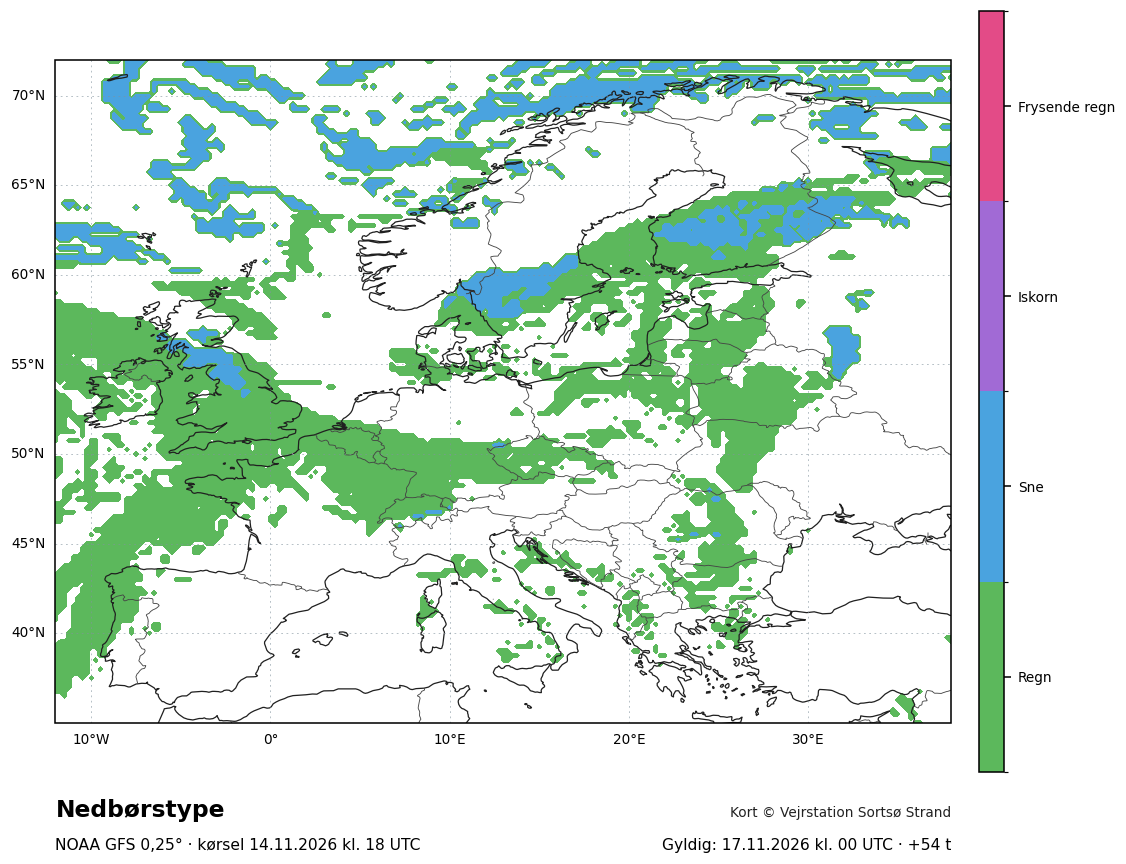 70°N
65°N
60°N
55°N
50°N
45°N
40°N
10°W
0°
10°E
20°E
30°E
Frysende regn
Iskorn
Sne
Regn
Nedbørstype
Kort © Vejrstation Sortsø Strand
NOAA GFS 0,25° · kørsel 14.11.2026 kl. 18 UTC
Gyldig: 17.11.2026 kl. 00 UTC · +54 t